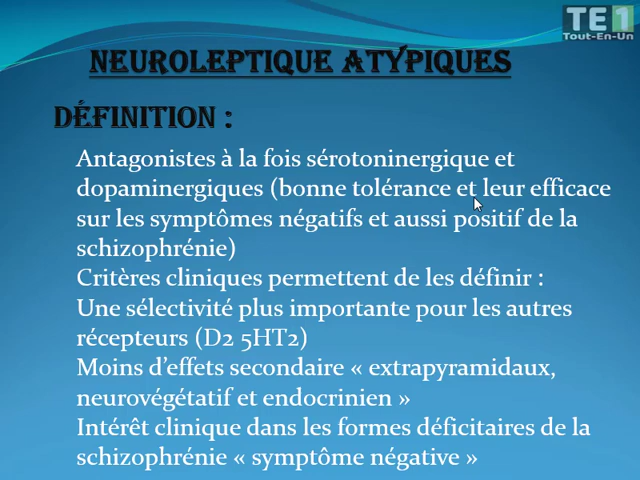 TE1
Tout-En-Un
NEUROLEPTIQUE ATYPIQUES
DÉFINITION :
Antagonistes à la fois sérotoninergique et
dopaminergiques (bonne tolérance et leur efficace
sur les symptômes négatifs et aussi positif de la
schizophrénie)
Critères cliniques permettent de les définir :
Une sélectivité plus importante pour les autres
récepteurs (D2 5HT2)
Moins d'effets secondaire « extrapyramidaux,
neurovégétatif et endocrinien »
Intérêt clinique dans les formes déficitaires de la
schizophrénie « symptôme négative »